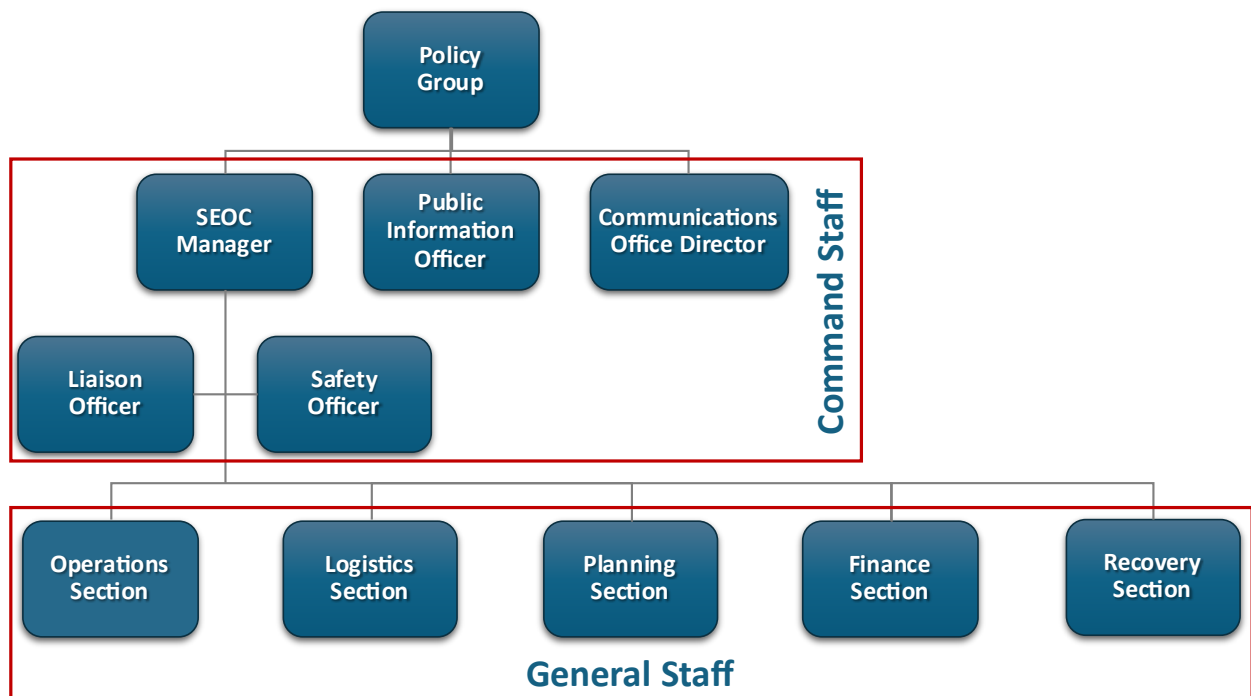 Policy
Group
SEOC
Manager
Public
Information
Officer
Communications
Office Director
Command Staff
Liaison
Officer
Safety
Officer
Operations
Section
Logistics
Section
Planning
Section
Finance
Section
Recovery
Section
General Staff